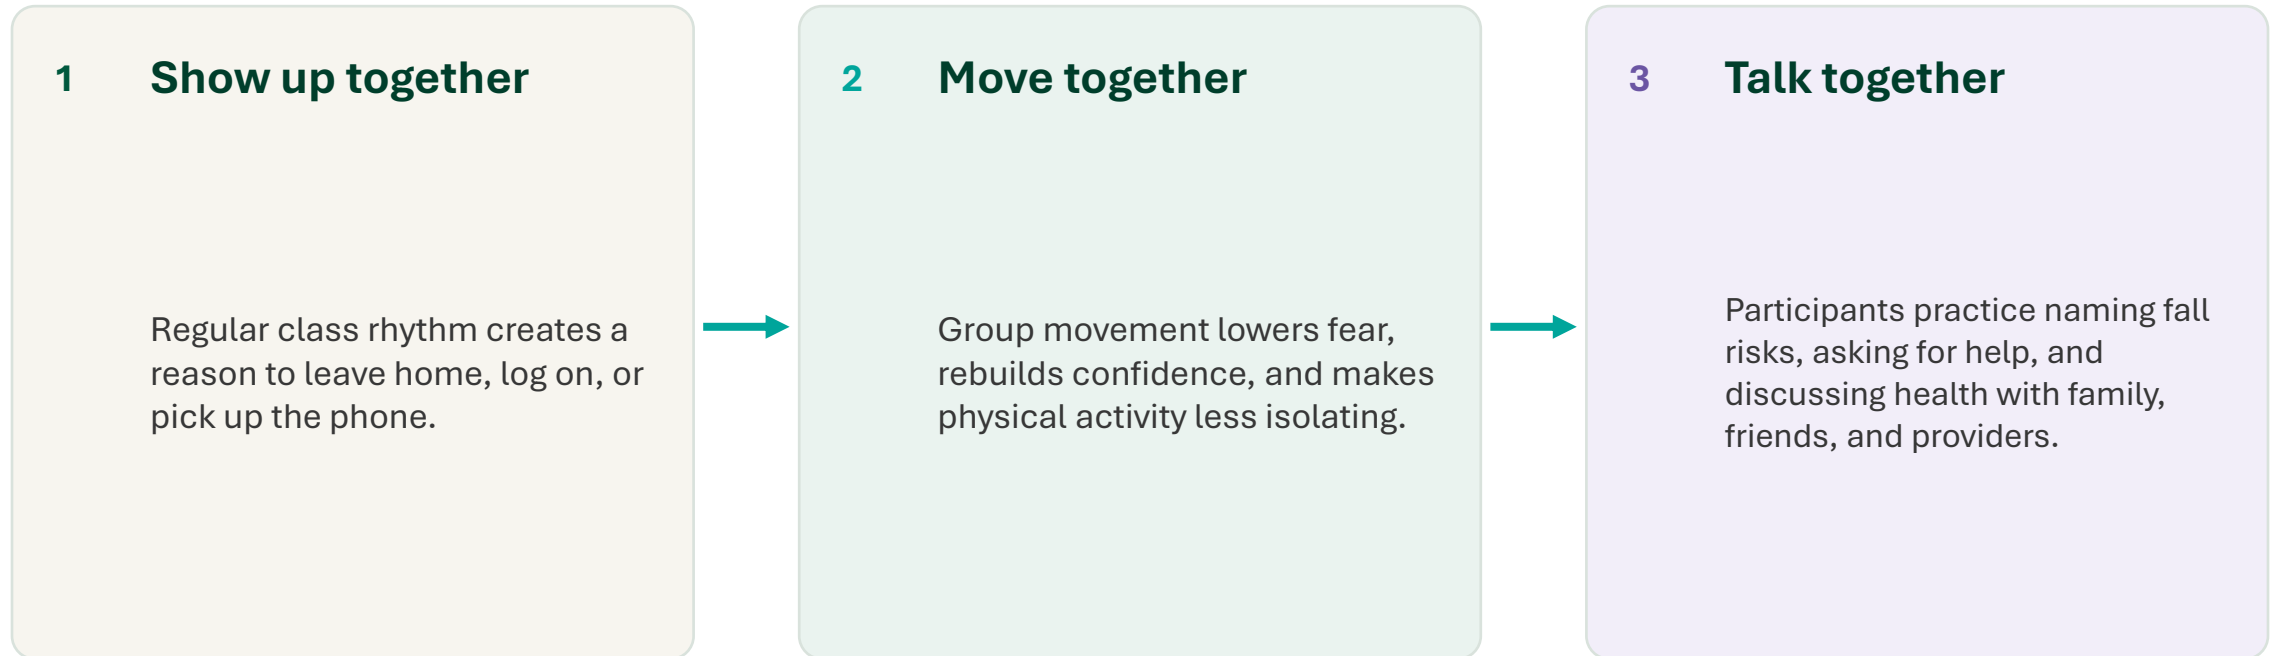 1
Show up together
Regular class rhythm creates a
reason to leave home, log on, or
pick up the phone.
2
Move together
Group movement lowers fear,
rebuilds confidence, and makes
physical activity less isolating.
3
Talk together
Participants practice naming fall
risks, asking for help, and
discussing health with family,
friends, and providers.